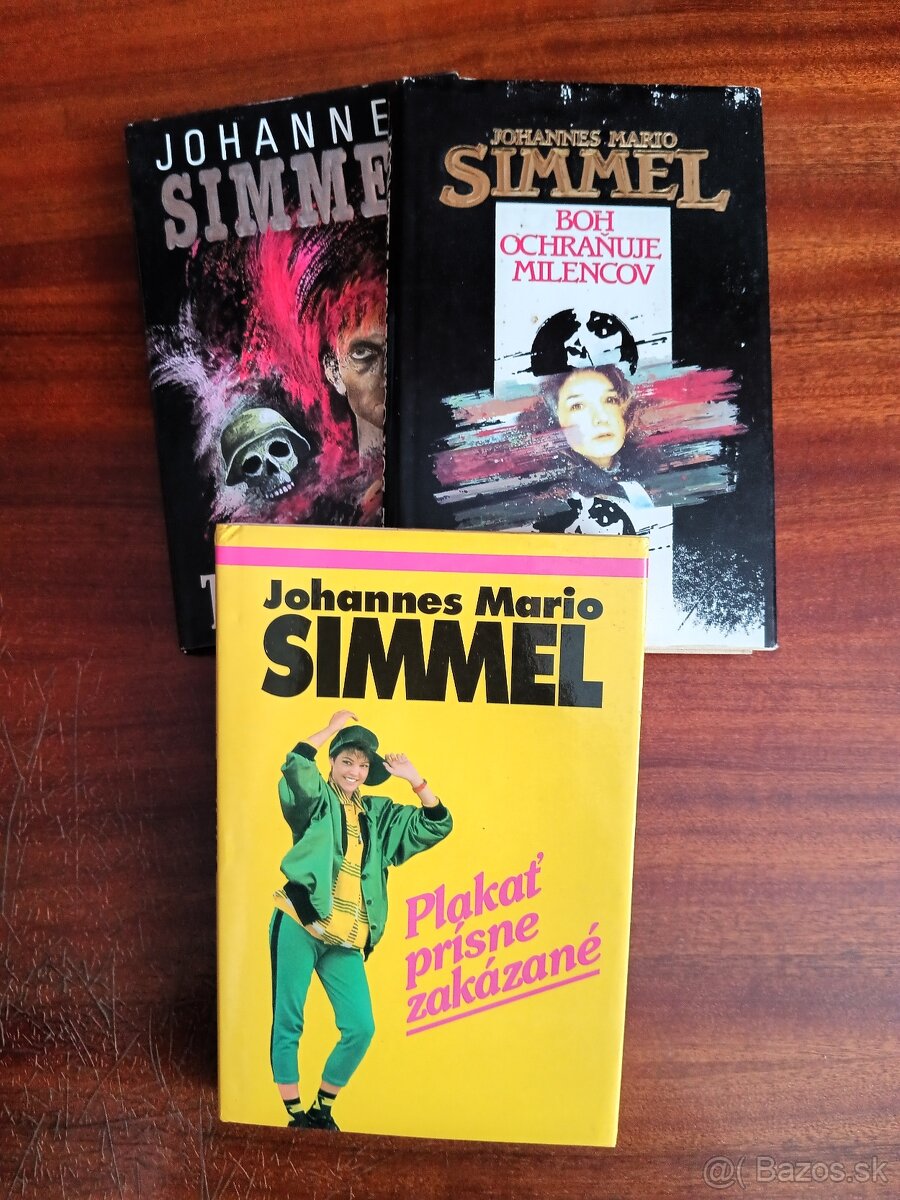 JOHANNE
SIMME
T
JOHANNES MARIO
SIMMEL
BOH
OCHRAŇUJE
MILENCOV
Johannes Mario
SIMMEL
Plakať
prísne
zakázané
@( Bazos.sk